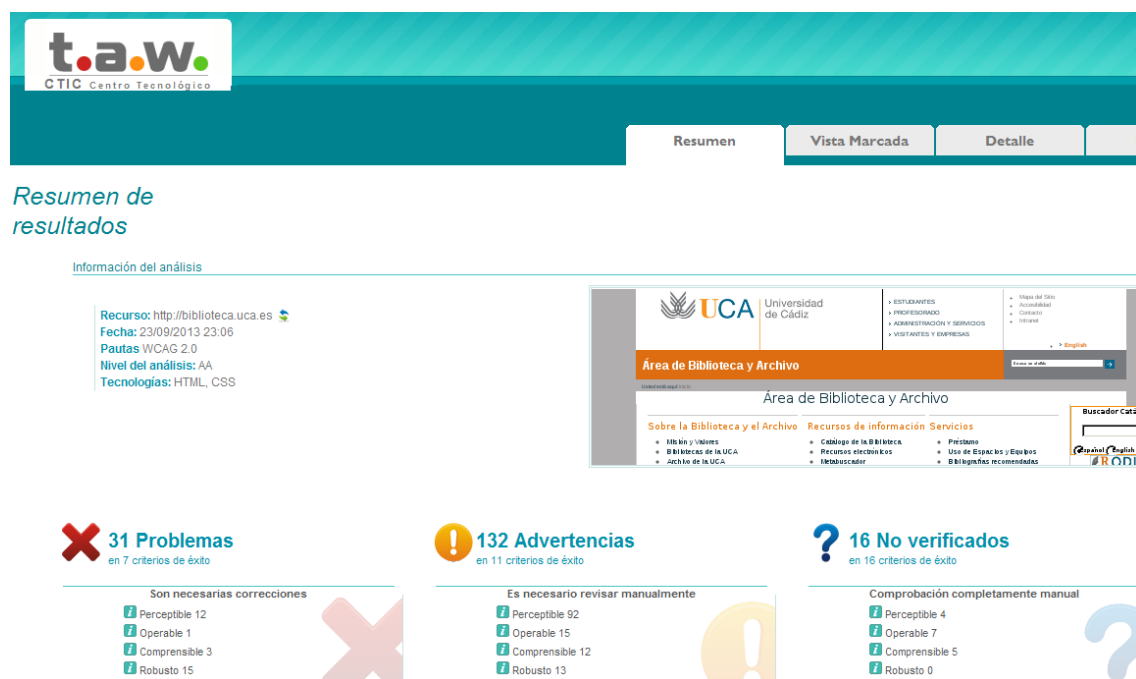 t.a.w.
CTIC Centro Tecnológico
Resumen
Vista Marcada
Detalle
Resumen de
resultados
Información del análisis
Recurso: http://biblioteca.uca.es
Fecha: 23/09/2013 23:06
Pautas WCAG 2.0
Nivel del análisis: AA
Tecnologías: HTML, CSS
UCA Universidad
de Cádiz
› ESTUDIANTES
› PROFESORADO
› ADMINISTRACIÓN Y SERVICIOS
› VISITANTES Y EMPRESAS
Mapa del Sitio
Accesibilidad
Contacto
Intranet
> English
Área de Biblioteca y Archivo
Área de Biblioteca y Archivo
Sobre la Biblioteca y el Archivo
Misión y Valores
Bibliotecas de la UCA
Archivo de la UCA
Recursos de información
Catálogo de la Biblioteca
Recursos electrónicos
Metabuscador
Servicios
Préstamo
Uso de Espacios y Equipos
Bibliografías recomendadas
Buscador Catá
Español English
RODI
31 Problemas
en 7 criterios de éxito
Son necesarias correcciones
Perceptible 12
Operable 1
Comprensible 3
Robusto 15
132 Advertencias
en 11 criterios de éxito
Es necesario revisar manualmente
Perceptible 92
Operable 15
Comprensible 12
Robusto 13
16 No verificados
en 16 criterios de éxito
Comprobación completamente manual
Perceptible 4
Operable 7
Comprensible 5
Robusto 0